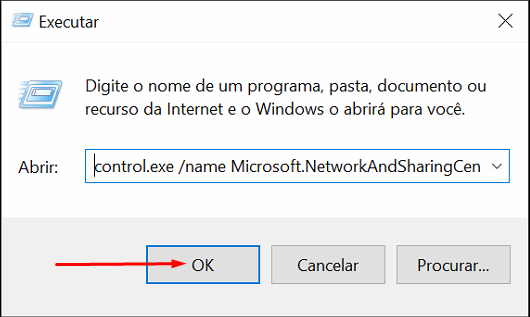 Executar
Digite o nome de um programa, pasta, documento ou
recurso da Internet e o Windows o abrirá para você.
Abrir: control.exe /name Microsoft.NetworkAndSharingCen
OK Cancelar Procurar...